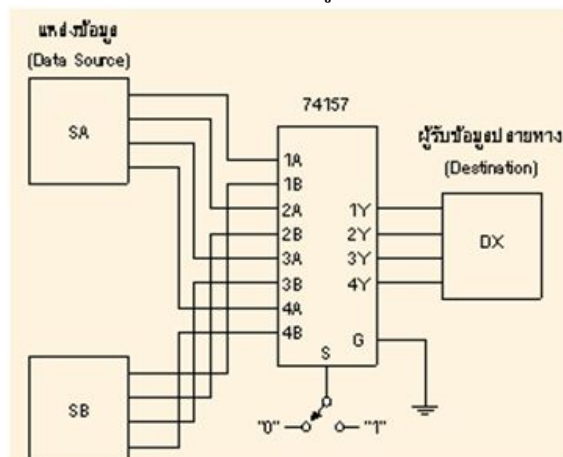 แหล่งข้อมูล
(Data Source)
SA
74157
ผู้รับข้อมูลปลายทาง
(Destination)
1A
1B
2A
2B
3A
3B
4A
4B
1Y
2Y
3Y
4Y
G
S
DX
SB
"0"
"1"